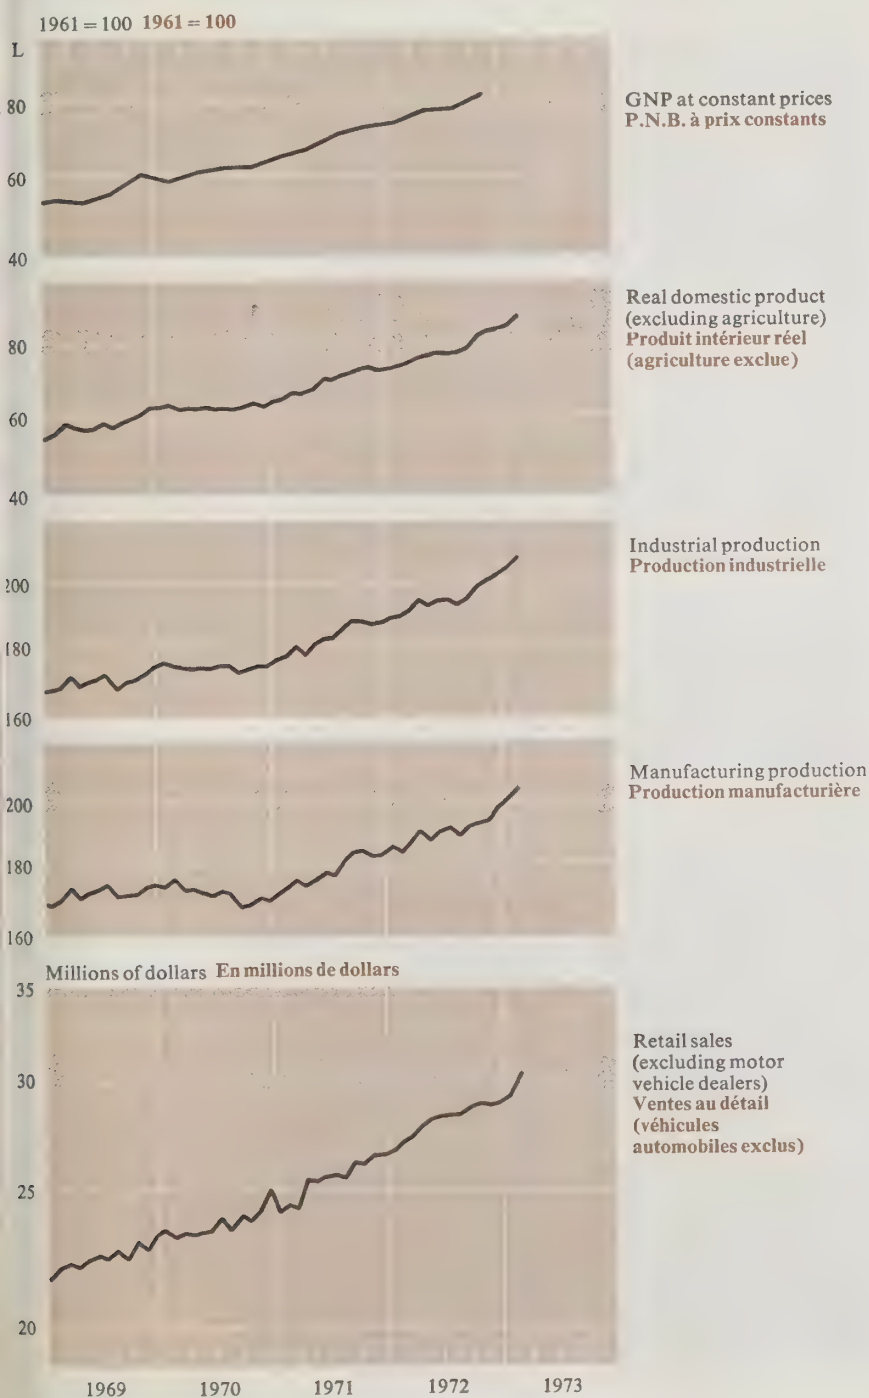 1961 = 100 1961 = 100
L
80
60
40
GNP at constant prices
P.N.B. à prix constants
80
60
40
Real domestic product
(excluding agriculture)
Produit intérieur réel
(agriculture exclue)
200
180
160
Industrial production
Production industrielle
200
180
160
Manufacturing production
Production manufacturière
Millions of dollars En millions de dollars
35
30
25
20
Retail sales
(excluding motor
vehicle dealers)
Ventes au détail
(véhicules
automobiles exclus)
1969 1970 1971 1972 1973